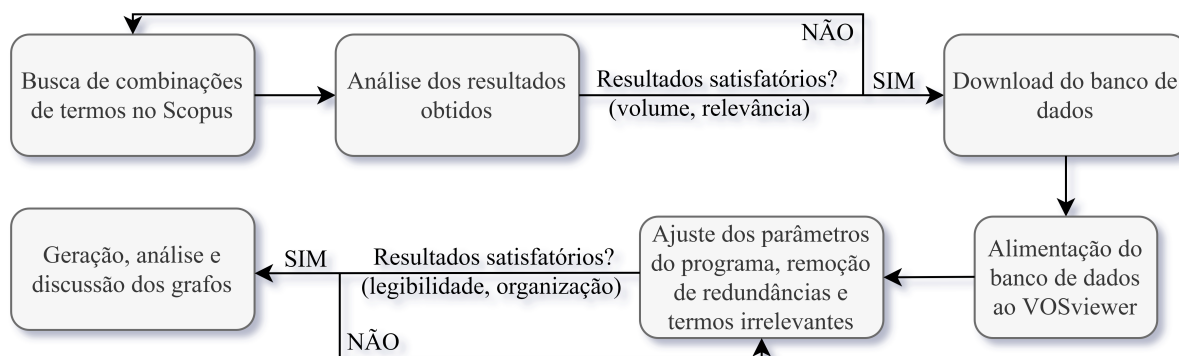 NÃO
Busca de combinações
de termos no Scopus
Análise dos resultados
obtidos
Resultados satisfatórios?
(volume, relevância)
SIM
Download do banco de
dados
Alimentação do
banco de dados
ao VOSviewer
Ajuste dos parâmetros
do programa, remoção
de redundâncias e
termos irrelevantes
Resultados satisfatórios?
(legibilidade, organização)
SIM
NÃO
Geração, análise e
discussão dos grafos